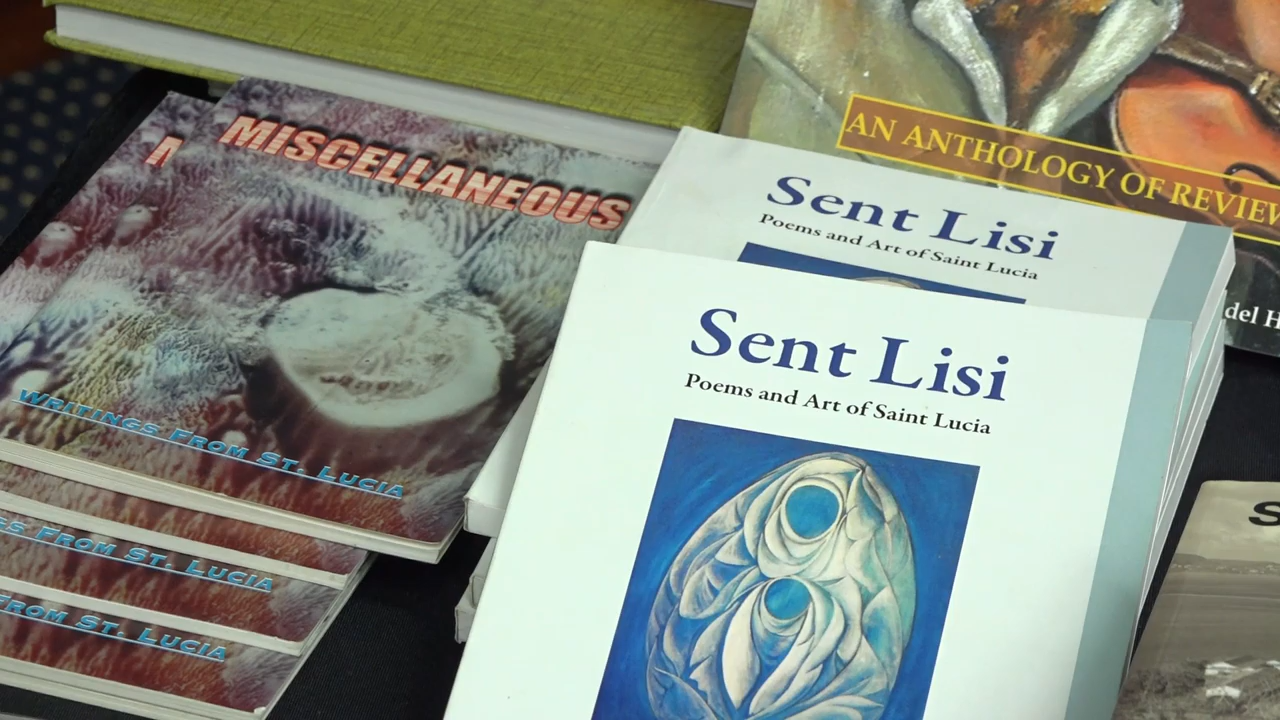 MISCELLANEOUS
WRITINGS FROM ST. LUCIA
FROM ST. LUCIA
FROM ST. LUCIA
AN ANTHOLOGY OF
Sent Lisi
Poems and Art of Saint Lucia
Sent Lisi
Poems and Art of Saint Lucia